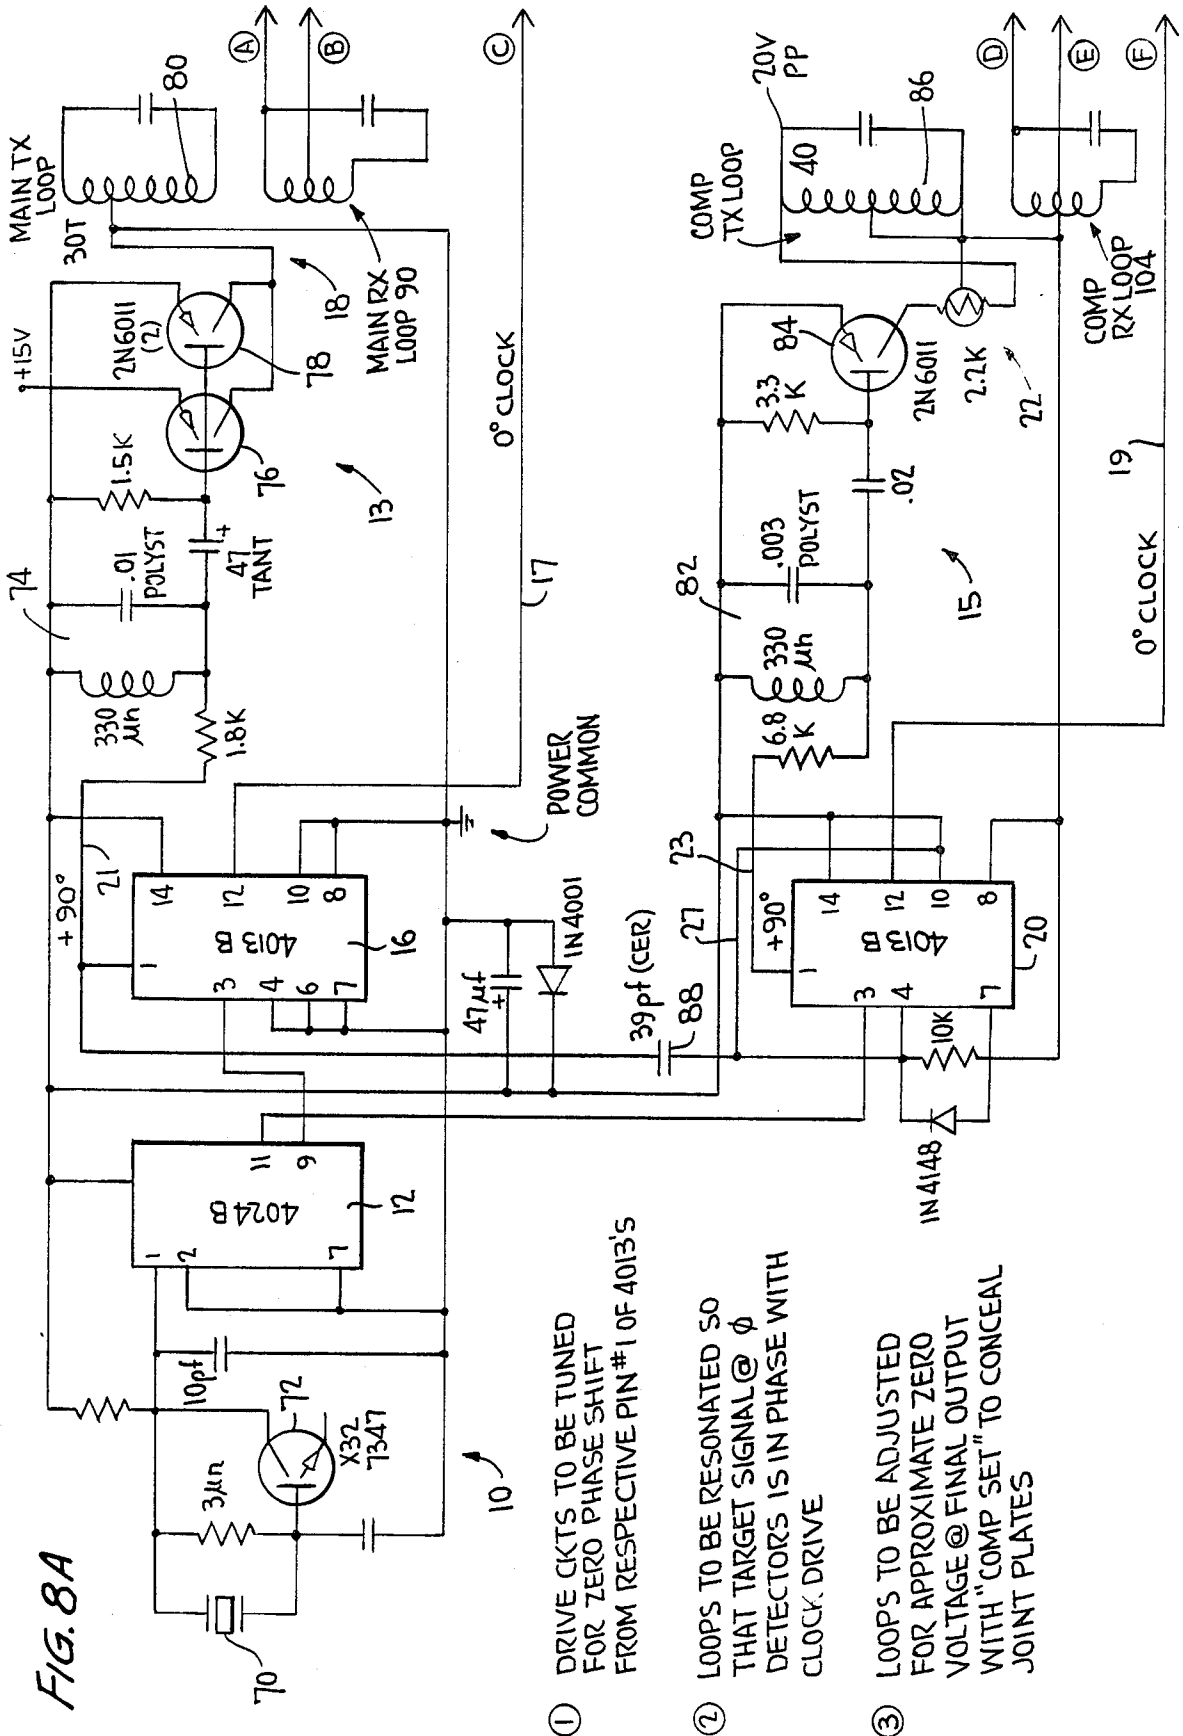 FIG. 8A
MAIN TX
LOOP
30T
80
A
B
C
+15V
2N6011
(2)
78
18
MAIN RX
LOOP 90
76
1.5K
13
74
.01
POLYST
47
TANT
+
330
µh
1.8K
0° CLOCK
17
+90°
21
14
1
12
10
8
3
4
6
7
4013B
16
POWER
COMMON
47µf
+
1N4001
39pf (CER)
88
11
9
1
2
7
4024B
12
10pf
72
X32
7347
3µn
10
70
COMP
TX LOOP
40
20V
PP
86
D
E
F
84
2N6011
2.2K
22
COMP
RX LOOP
104
3.3
K
.02
.003
POLYST
82
15
330
µh
6.8
K
0° CLOCK
19
23
27
+90°
14
1
12
10
8
3
4
7
4013B
20
10K
1N4148
1 DRIVE CKTS TO BE TUNED
FOR ZERO PHASE SHIFT
FROM RESPECTIVE PIN #1 OF 4013'S
2 LOOPS TO BE RESONATED SO
THAT TARGET SIGNAL @ Ø
DETECTORS IS IN PHASE WITH
CLOCK DRIVE
3 LOOPS TO BE ADJUSTED
FOR APPROXIMATE ZERO
VOLTAGE @ FINAL OUTPUT
WITH "COMP SET" TO CONCEAL
JOINT PLATES